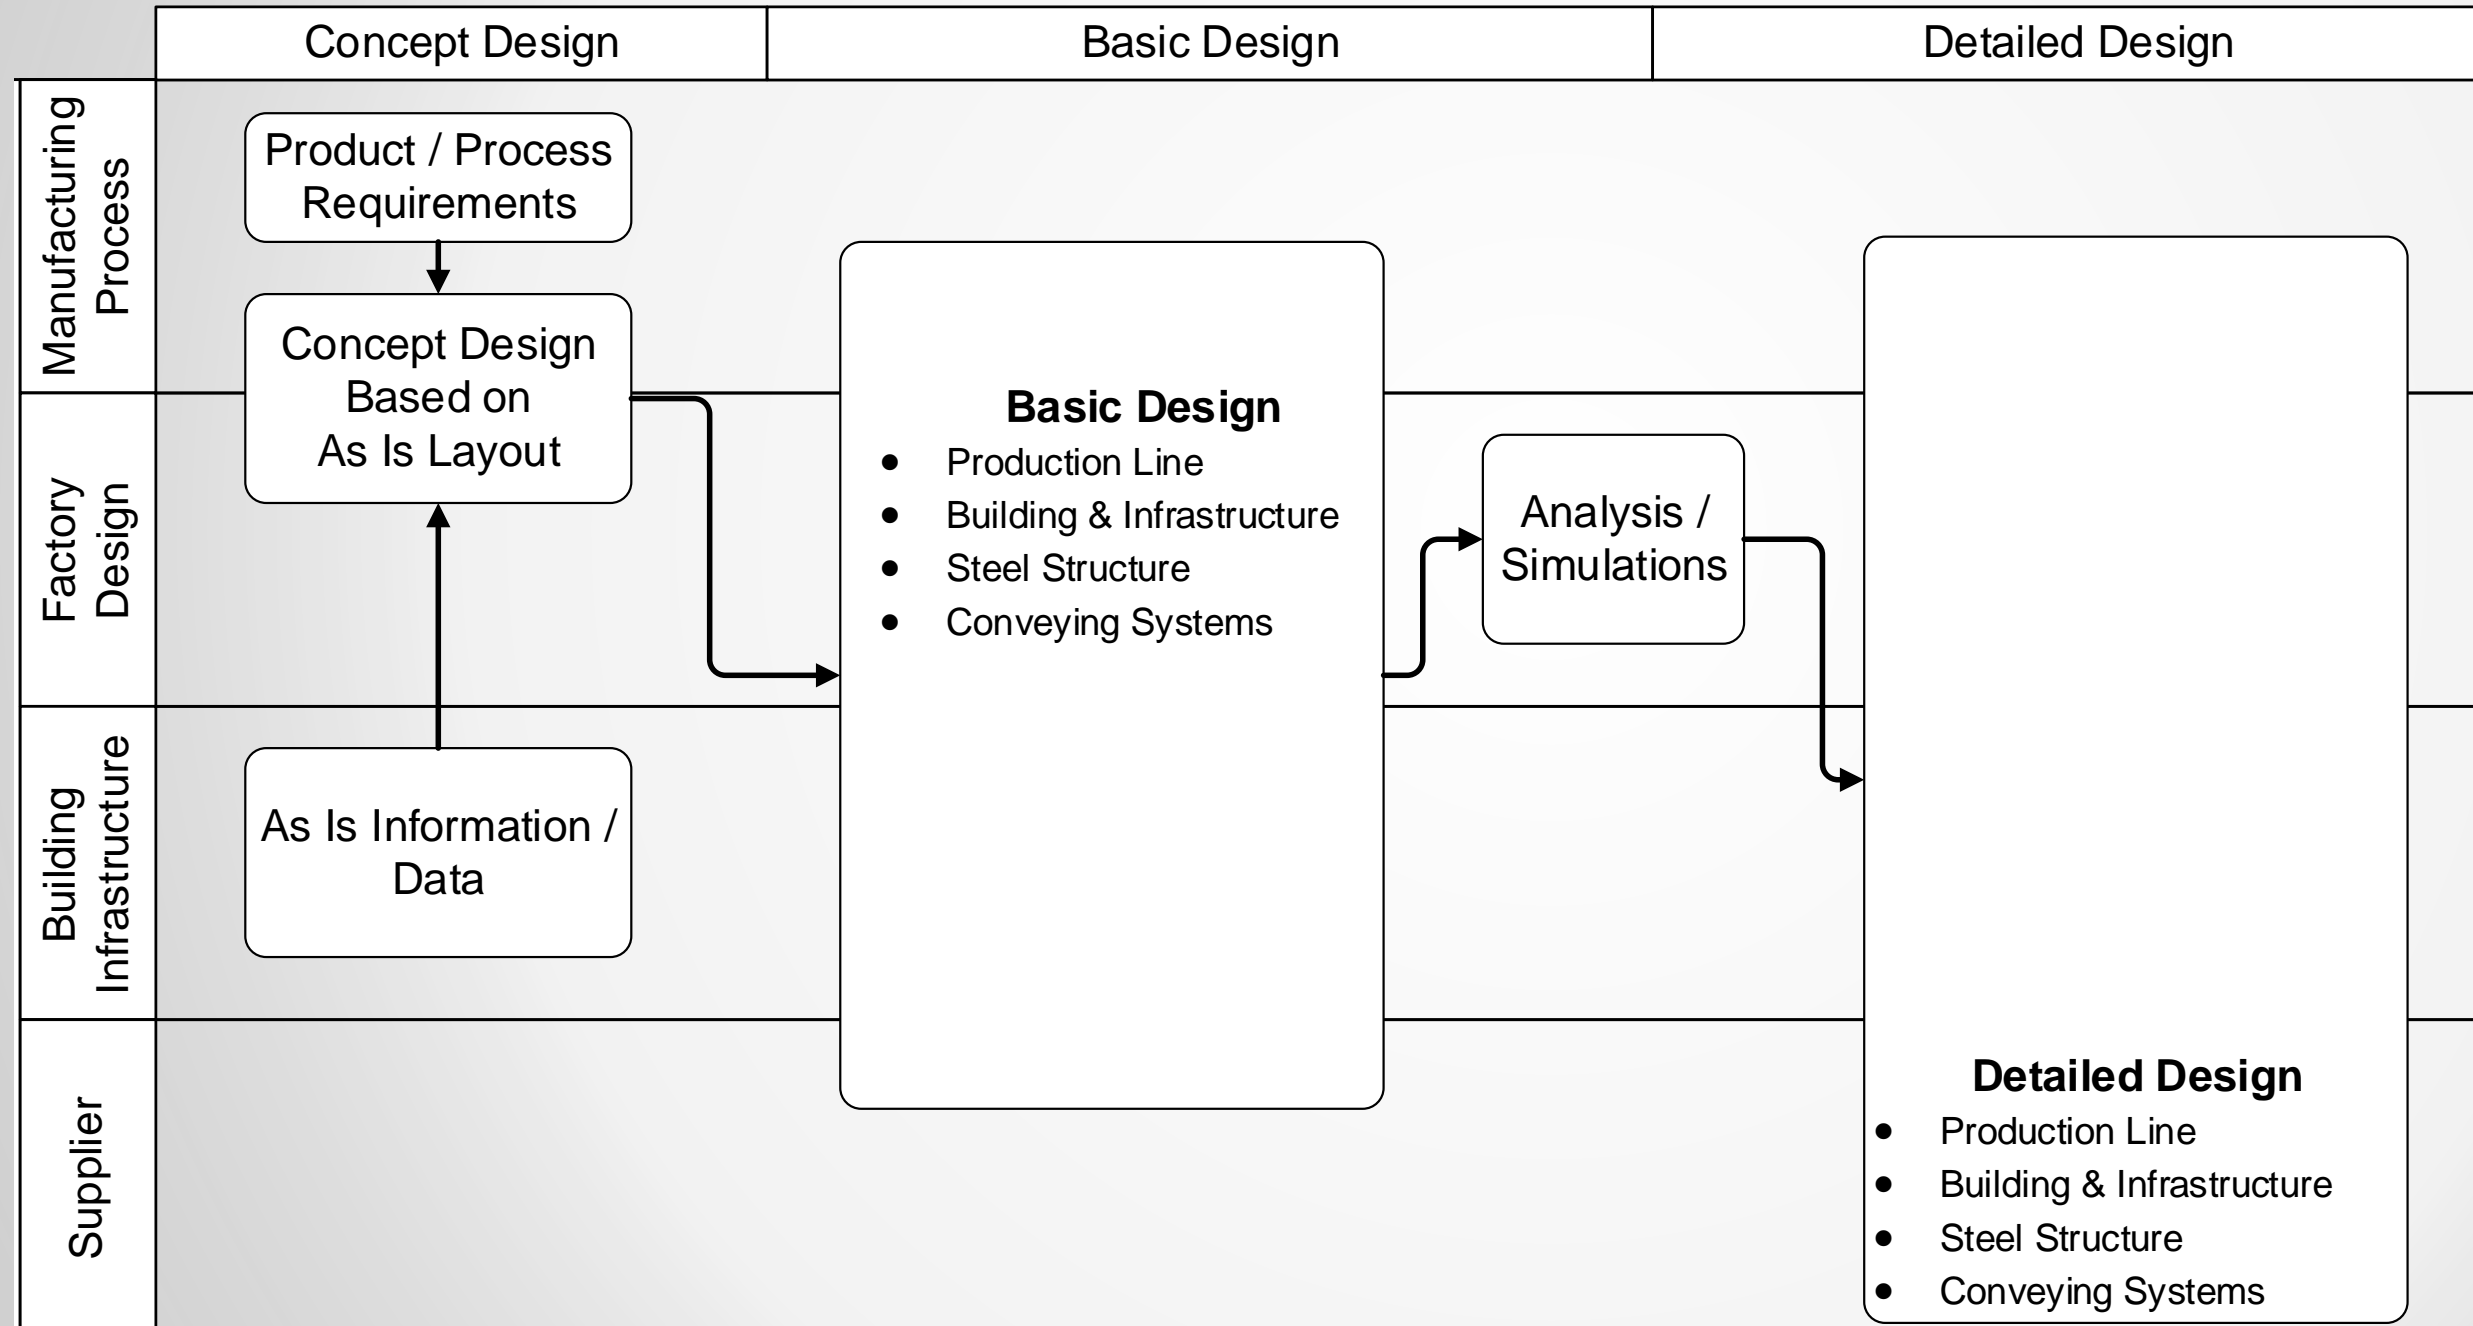 Concept Design
Basic Design
Detailed Design
Manufacturing
Process
Product / Process
Requirements
Concept Design
Based on
As Is Layout
Factory
Design
Basic Design
● Production Line
● Building & Infrastructure
● Steel Structure
● Conveying Systems
Analysis /
Simulations
Building
Infrastructure
As Is Information /
Data
Supplier
Detailed Design
● Production Line
● Building & Infrastructure
● Steel Structure
● Conveying Systems